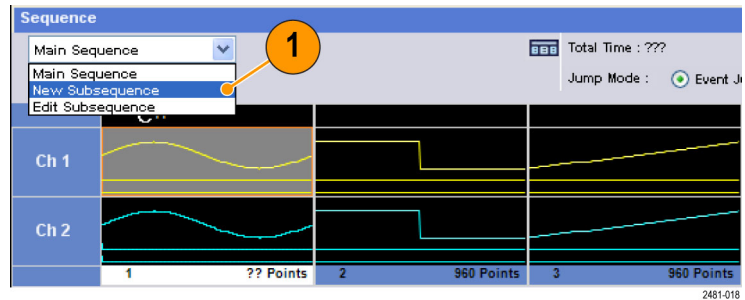 Sequence
Main Sequence
1
Total Time : ???
Main Sequence
New Subsequence
Edit Subsequence
Jump Mode :
Event J
Ch 1
Ch 2
1 ?? Points 2 960 Points 3 960 Points
2481-018